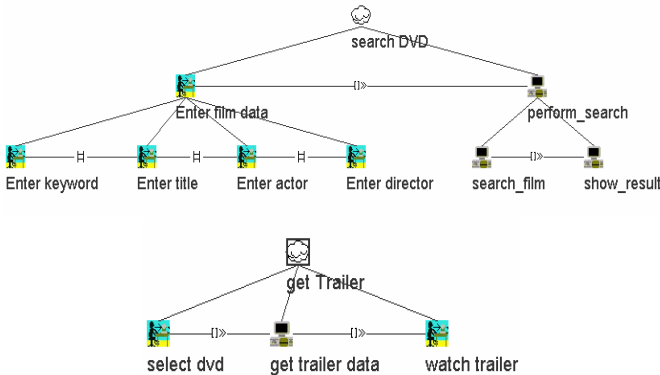 search DVD
[]»
Enter film data
perform_search
|=| |=| |=| []»
Enter keyword Enter title Enter actor Enter director search_film show_result
get Trailer
[]» []»
select dvd get trailer data watch trailer